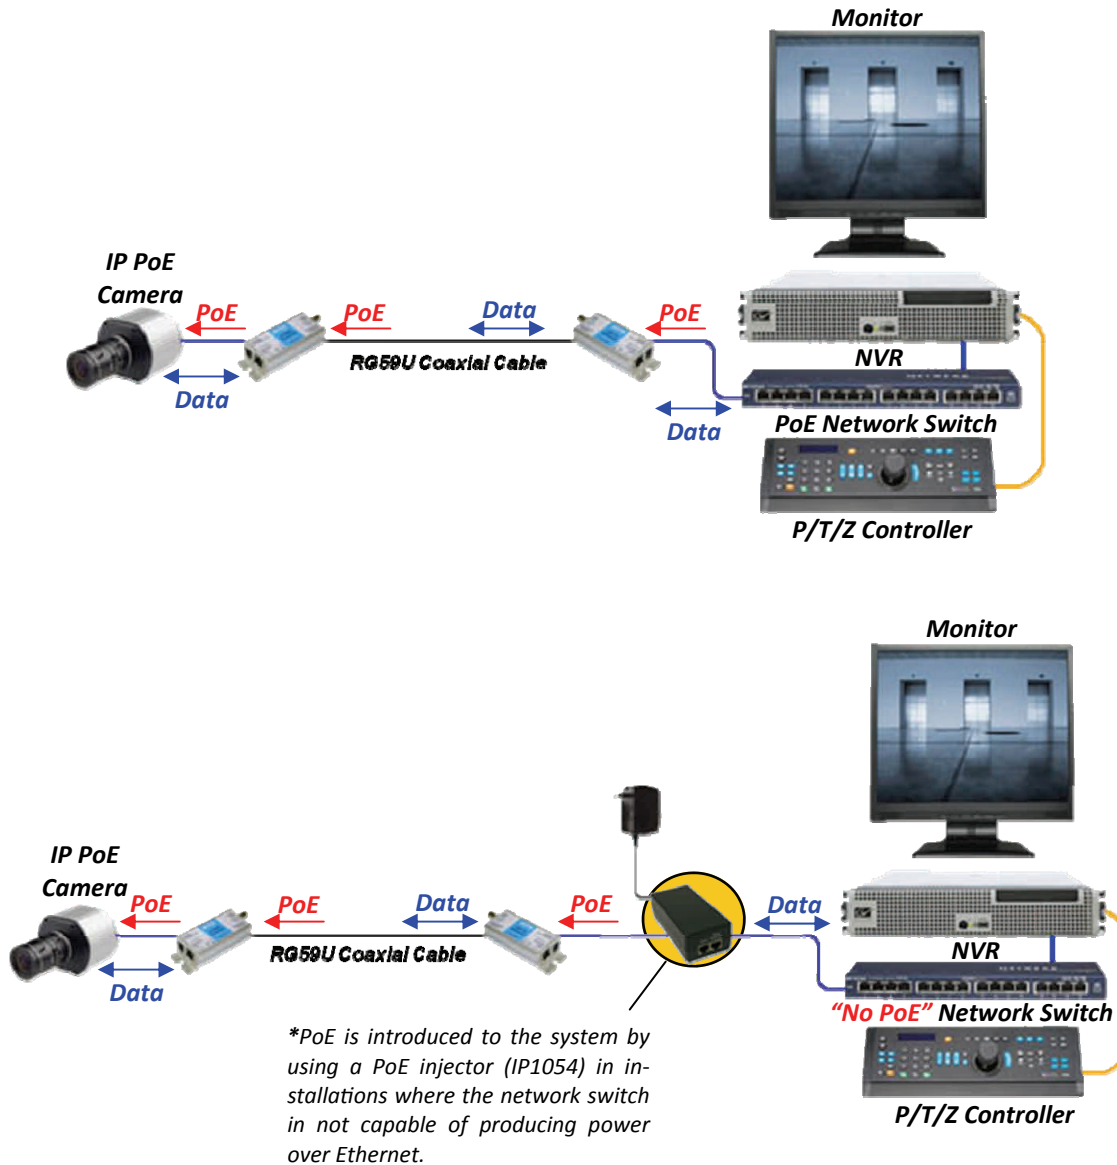 Monitor
IP PoE
Camera
PoE
PoE
Data
PoE
RG59U Coaxial Cable
Data
Data
NVR
PoE Network Switch
P/T/Z Controller
Monitor
IP PoE
Camera
PoE
PoE
Data
PoE
Data
RG59U Coaxial Cable
Data
NVR
“No PoE” Network Switch
P/T/Z Controller
*PoE is introduced to the system by
using a PoE injector (IP1054) in in-
stallations where the network switch
in not capable of producing power
over Ethernet.